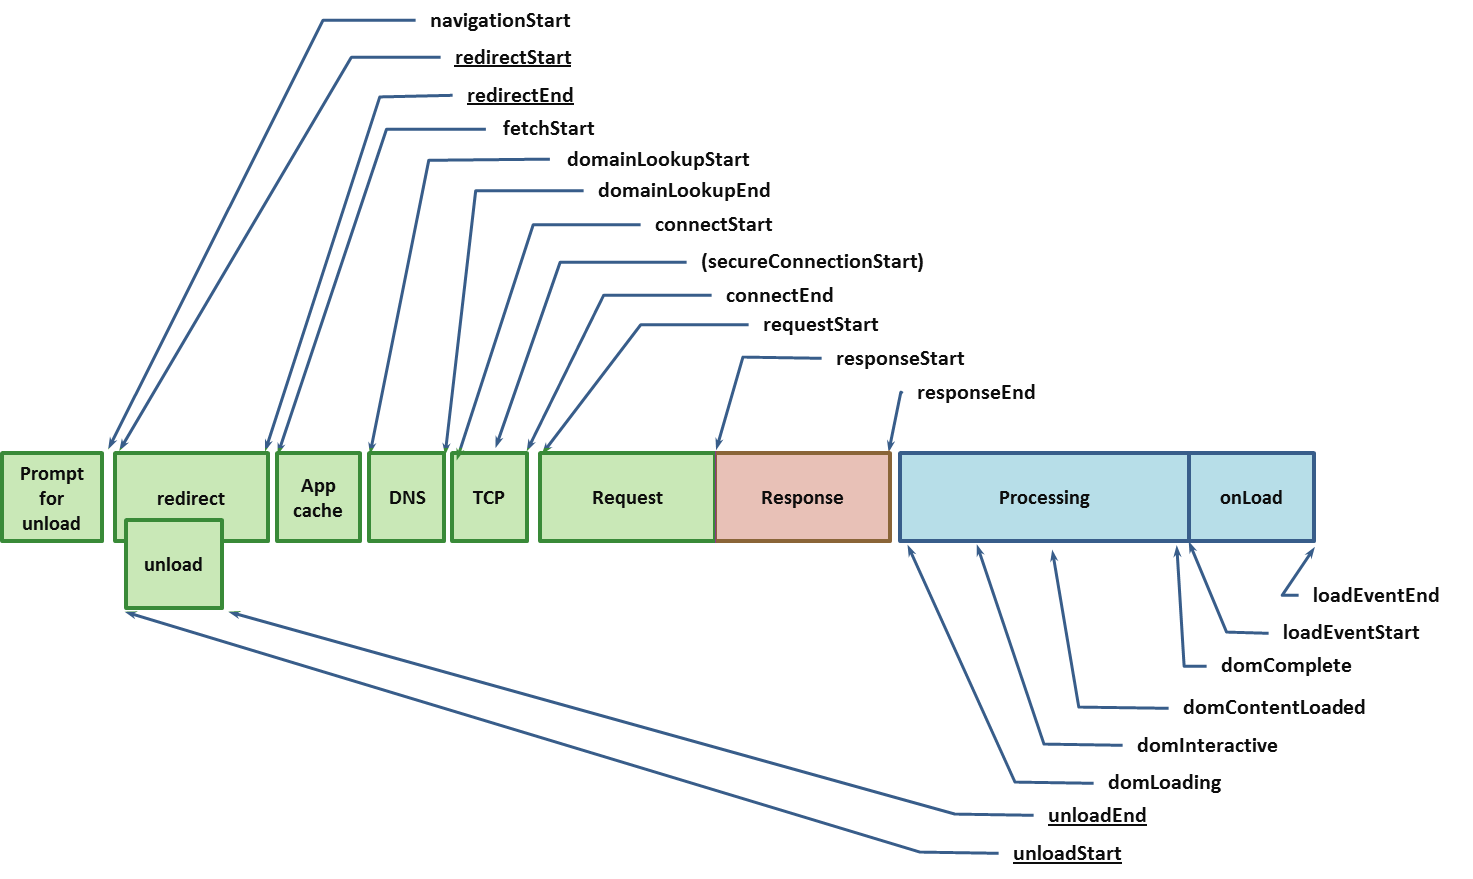 navigationStart
redirectStart
redirectEnd
fetchStart
domainLookupStart
domainLookupEnd
connectStart
(secureConnectionStart)
connectEnd
requestStart
responseStart
responseEnd
Prompt
for
unload
redirect
unload
App
cache
DNS
TCP
Request
Response
Processing
onLoad
loadEventEnd
loadEventStart
domComplete
domContentLoaded
domInteractive
domLoading
unloadEnd
unloadStart